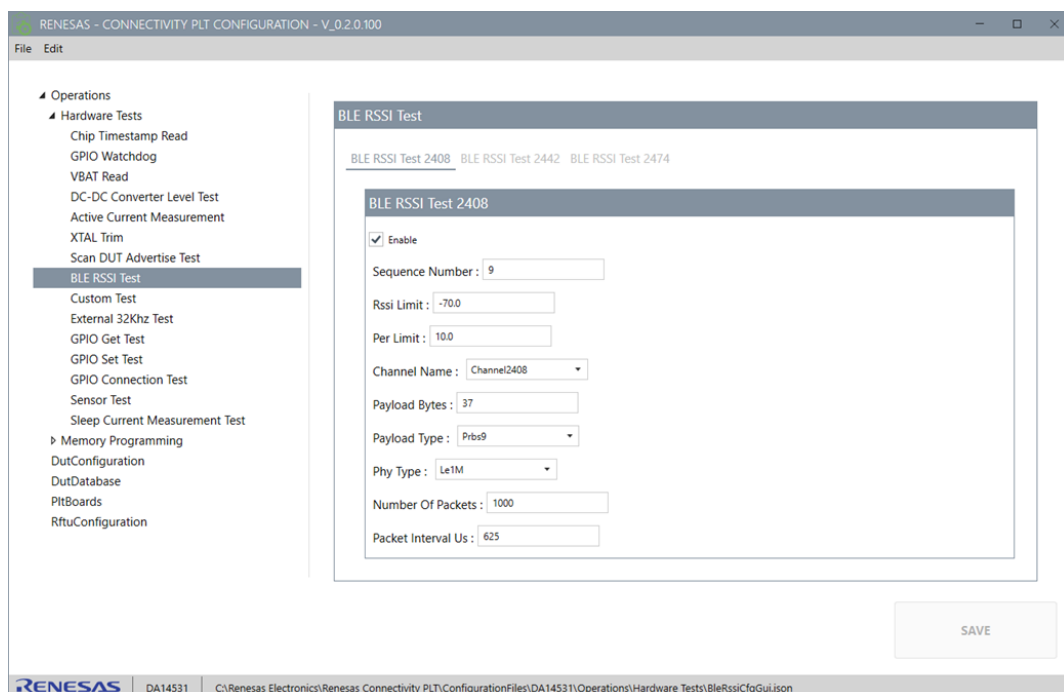 RENESAS - CONNECTIVITY PLT CONFIGURATION - V_0.2.0.100
File Edit
Operations
Hardware Tests
Chip Timestamp Read
GPIO Watchdog
VBAT Read
DC-DC Converter Level Test
Active Current Measurement
XTAL Trim
Scan DUT Advertise Test
BLE RSSI Test
Custom Test
External 32Khz Test
GPIO Get Test
GPIO Set Test
GPIO Connection Test
Sensor Test
Sleep Current Measurement Test
Memory Programming
DutConfiguration
DutDatabase
PltBoards
RftuConfiguration
BLE RSSI Test
BLE RSSI Test 2408 BLE RSSI Test 2442 BLE RSSI Test 2474
BLE RSSI Test 2408
Enable
Sequence Number : 9
Rssi Limit : -70.0
Per Limit : 10.0
Channel Name : Channel2408
Payload Bytes : 37
Payload Type : Prbs9
Phy Type : Le1M
Number Of Packets : 1000
Packet Interval Us : 625
SAVE
RENESAS DA14531 C:\Renesas Electronics\Renesas Connectivity PLT\ConfigurationFiles\DA14531\Operations\Hardware Tests\BleRssiCfgGui.json